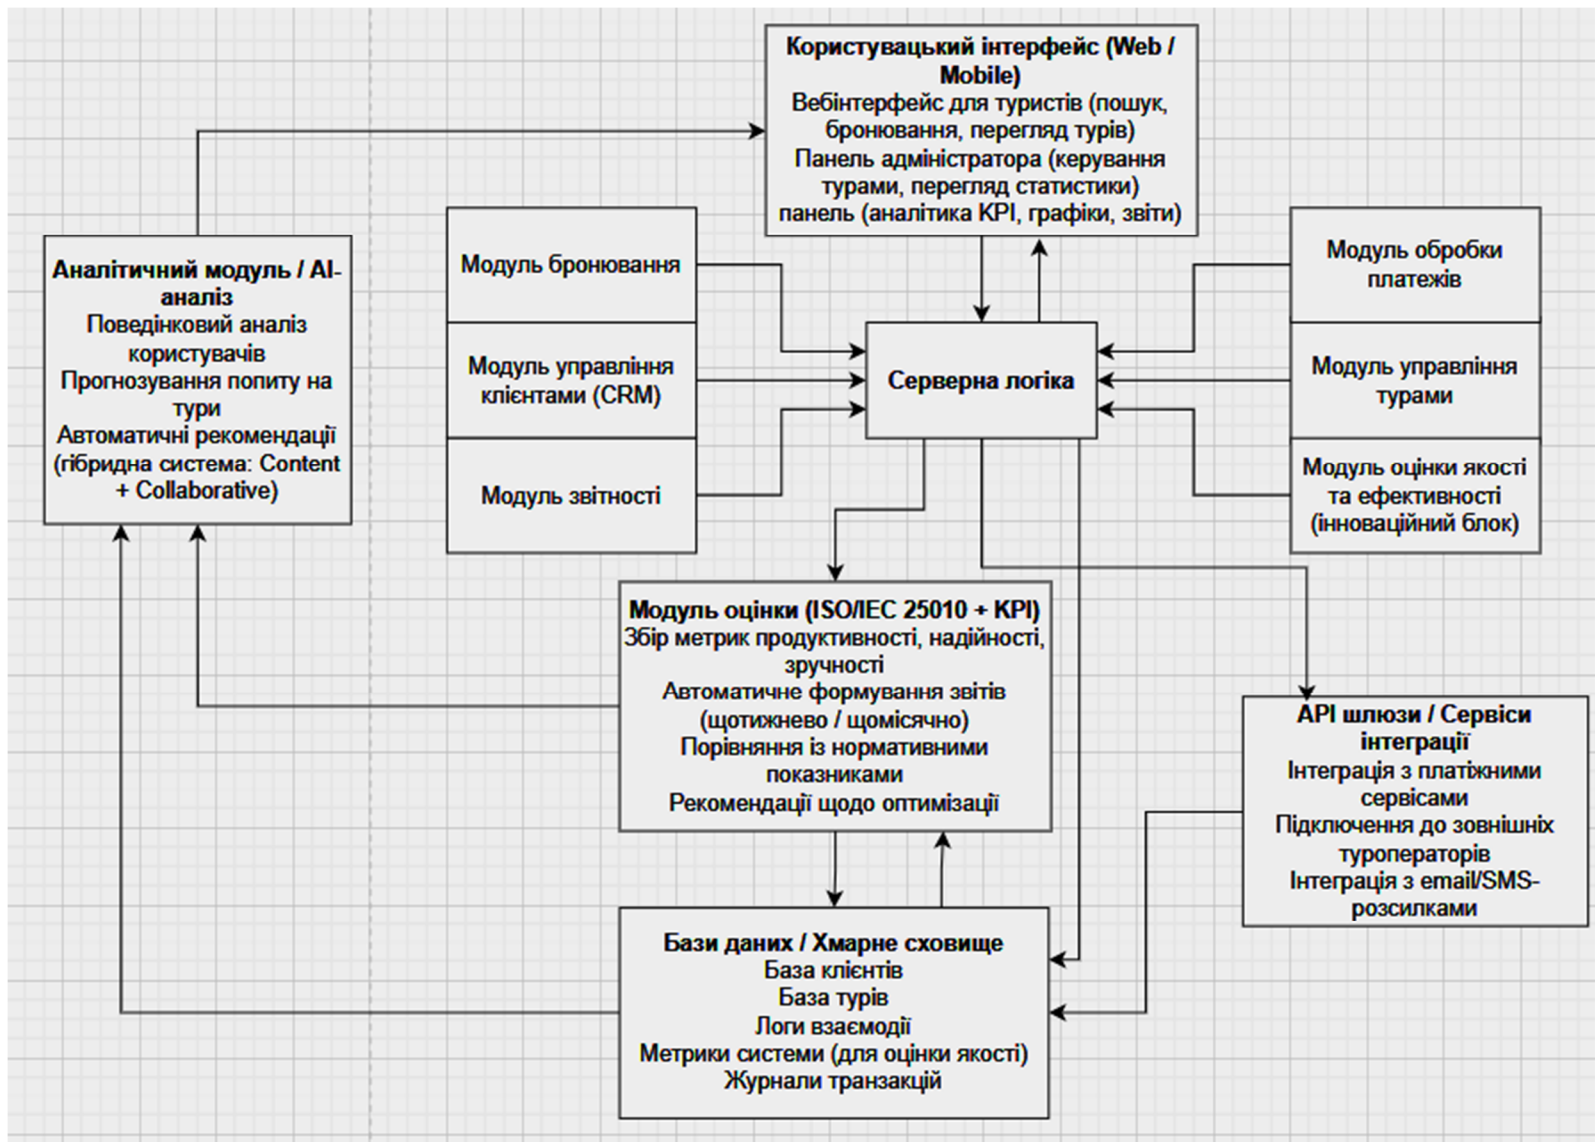 Користувацький інтерфейс (Web /
Mobile)
Вебінтерфейс для туристів (пошук,
бронювання, перегляд турів)
Панель адміністратора (керування
турами, перегляд статистики)
панель (аналітика KPI, графіки, звіти)
Аналітичний модуль / AI-
аналіз
Поведінковий аналіз
користувачів
Прогнозування попиту на
тури
Автоматичні рекомендації
(гібридна система: Content
+ Collaborative)
Модуль бронювання
Модуль управління
клієнтами (CRM)
Модуль звітності
Серверна логіка
Модуль обробки
платежів
Модуль управління
турами
Модуль оцінки якості
та ефективності
(інноваційний блок)
Модуль оцінки (ISO/IEC 25010 + KPI)
Збір метрик продуктивності, надійності,
зручності
Автоматичне формування звітів
(щотижнево / щомісячно)
Порівняння із нормативними
показниками
Рекомендації щодо оптимізації
API шлюзи / Сервіси
інтеграції
Інтеграція з платіжними
сервісами
Підключення до зовнішніх
туроператорів
Інтеграція з email/SMS-
розсилками
Бази даних / Хмарне сховище
База клієнтів
База турів
Логи взаємодії
Метрики системи (для оцінки якості)
Журнали транзакцій